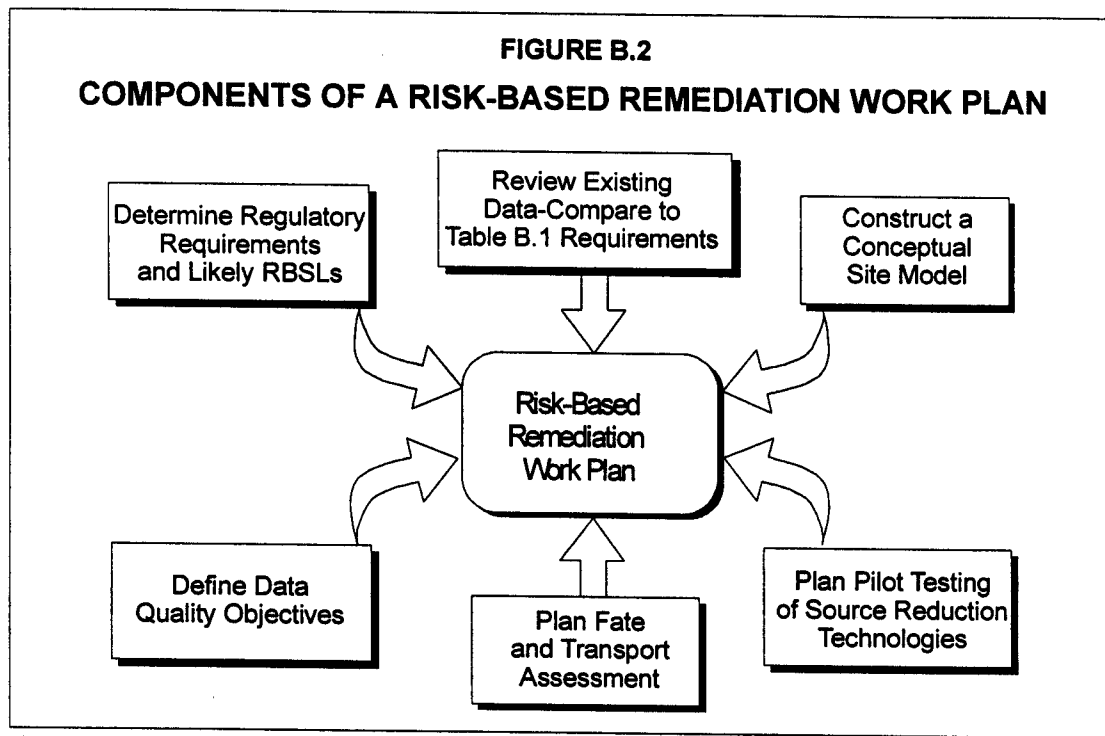 FIGURE B.2
COMPONENTS OF A RISK-BASED REMEDIATION WORK PLAN
Determine Regulatory
Requirements
and Likely RBSLs
Review Existing
Data-Compare to
Table B.1 Requirements
Construct a
Conceptual
Site Model
Risk-Based
Remediation
Work Plan
Define Data
Quality Objectives
Plan Fate
and Transport
Assessment
Plan Pilot Testing
of Source Reduction
Technologies